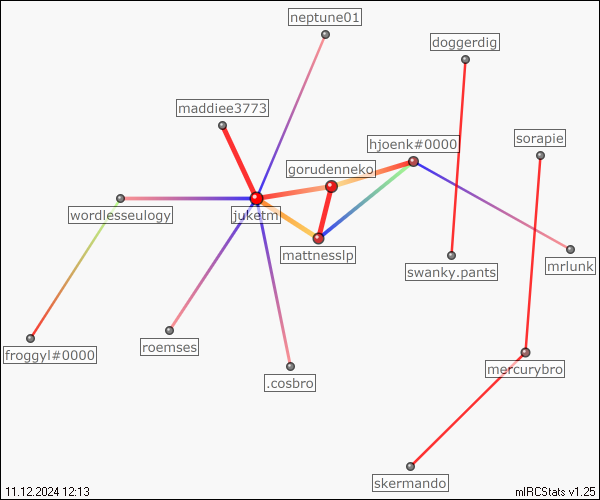 neptune01
doggerdig
maddiee3773
sorapie
hjoenk#0000
gorudenneko
wordlesseulogy
juketm
mattnesslp
mrlunk
swanky.pants
roemses
froggyl#0000
mercurybro
.cosbro
skermando
11.12.2024 12:13
mIRCStats v1.25